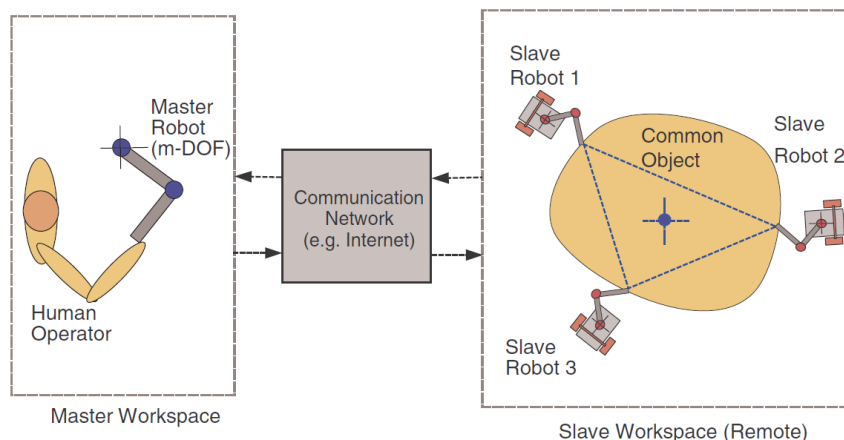 Master
Robot
(m-DOF)
Human
Operator
Master Workspace
Communication
Network
(e.g. Internet)
Slave
Robot 1
Common
Object
Slave
Robot 2
Slave
Robot 3
Slave Workspace (Remote)